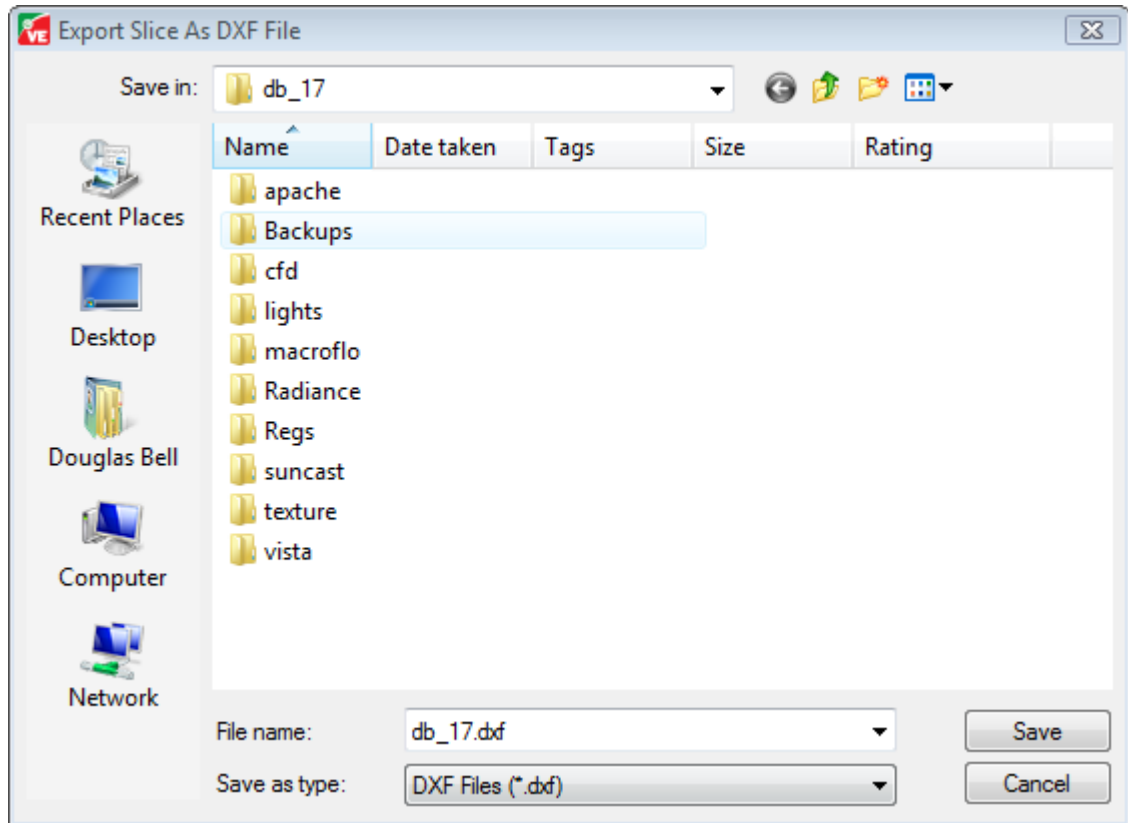 VE Export Slice As DXF File
Save in: db_17
Name Date taken Tags Size Rating
apache
Backups
cfd
lights
macroflo
Radiance
Regs
suncast
texture
vista
Recent Places
Desktop
Douglas Bell
Computer
Network
File name: db_17.dxf Save
Save as type: DXF Files (*.dxf) Cancel